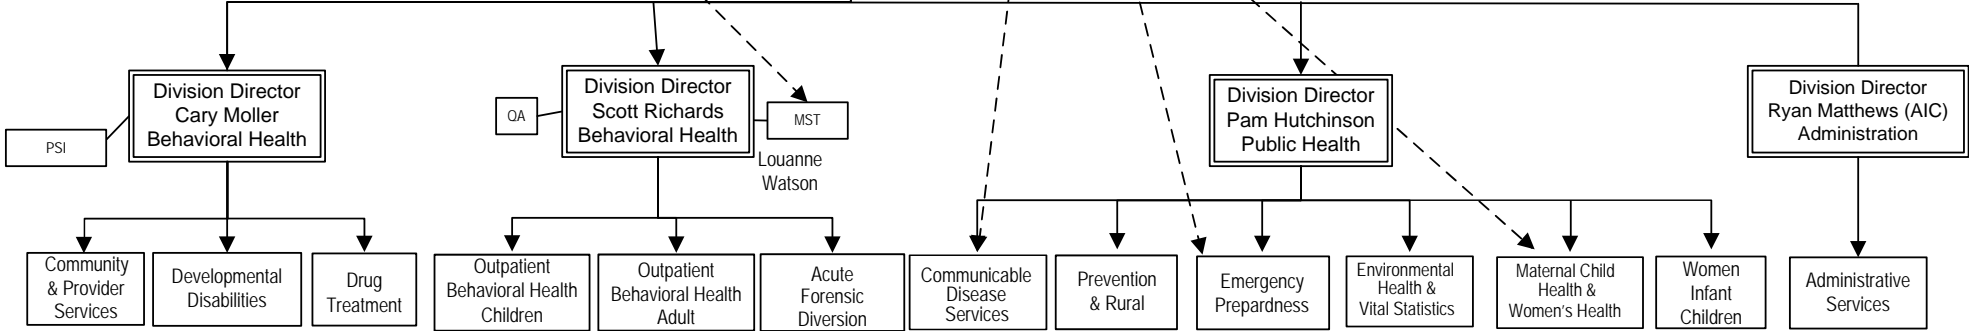 Division Director
Cary Moller
Behavioral Health
PSI
Division Director
Scott Richards
Behavioral Health
QA
MST
Louanne
Watson
Division Director
Pam Hutchinson
Public Health
Division Director
Ryan Matthews (AIC)
Administration
Community
& Provider
Services
Developmental
Disabilities
Drug
Treatment
Outpatient
Behavioral Health
Children
Outpatient
Behavioral Health
Adult
Acute
Forensic
Diversion
Communicable
Disease
Services
Prevention
& Rural
Emergency
Prepardness
Environmental
Health &
Vital Statistics
Maternal Child
Health &
Women's Health
Women
Infant
Children
Administrative
Services